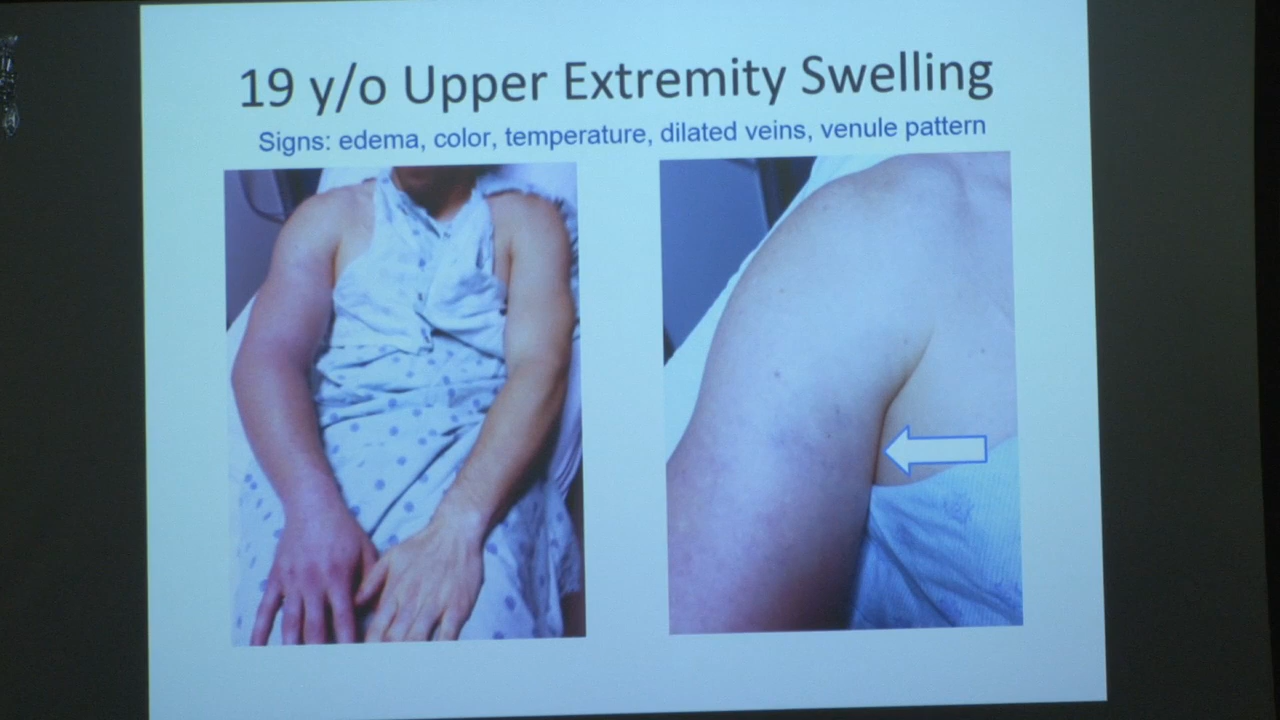 19 y/o Upper Extremity Swelling
Signs: edema, color, temperature, dilated veins, venule pattern